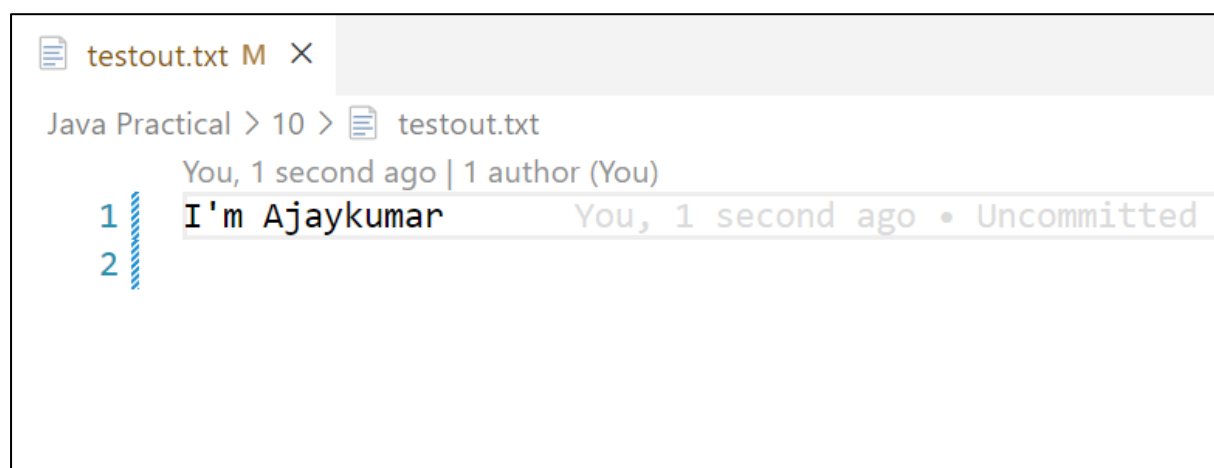 testout.txt M ×
Java Practical > 10 > testout.txt
You, 1 second ago | 1 author (You)
1 I'm Ajaykumar You, 1 second ago • Uncommitted
2